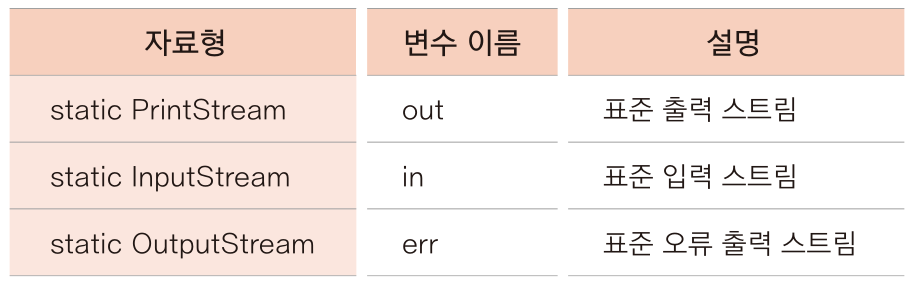 자료형 변수 이름 설명
static PrintStream out 표준 출력 스트림
static InputStream in 표준 입력 스트림
static OutputStream err 표준 오류 출력 스트림